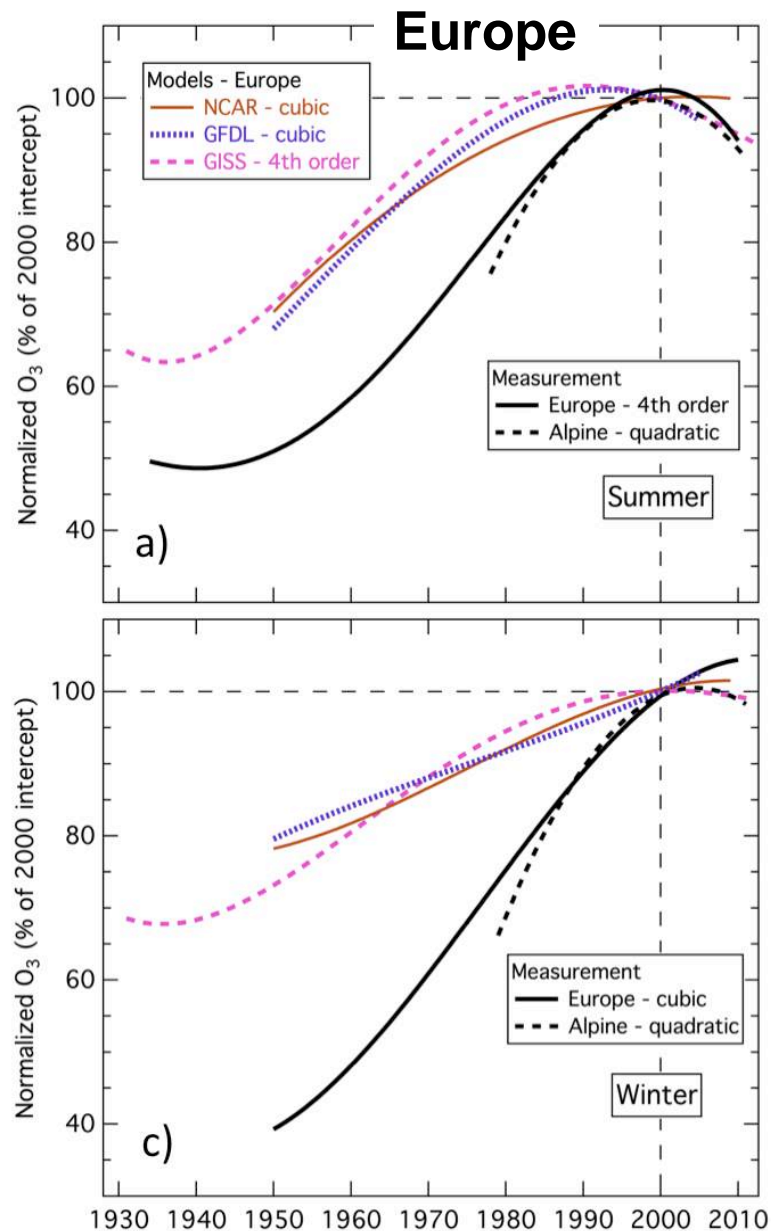 Europe
Models - Europe
NCAR - cubic
GFDL - cubic
GISS - 4th order
Normalized O₃ (% of 2000 intercept)
100
80
60
40
Measurement
Europe - 4th order
Alpine - quadratic
Summer
a)
Normalized O₃ (% of 2000 intercept)
100
80
60
40
Measurement
Europe - cubic
Alpine - quadratic
Winter
c)
1930 1940 1950 1960 1970 1980 1990 2000 2010